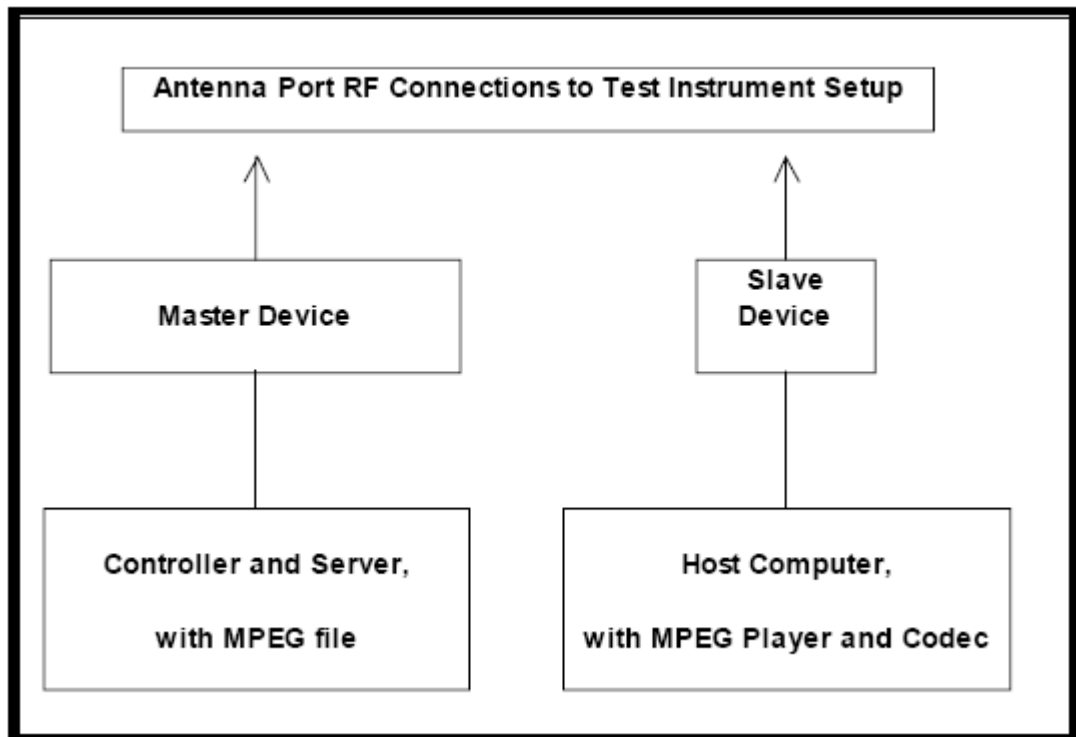 Antenna Port RF Connections to Test Instrument Setup
Master Device
Slave
Device
Controller and Server,
with MPEG file
Host Computer,
with MPEG Player and Codec